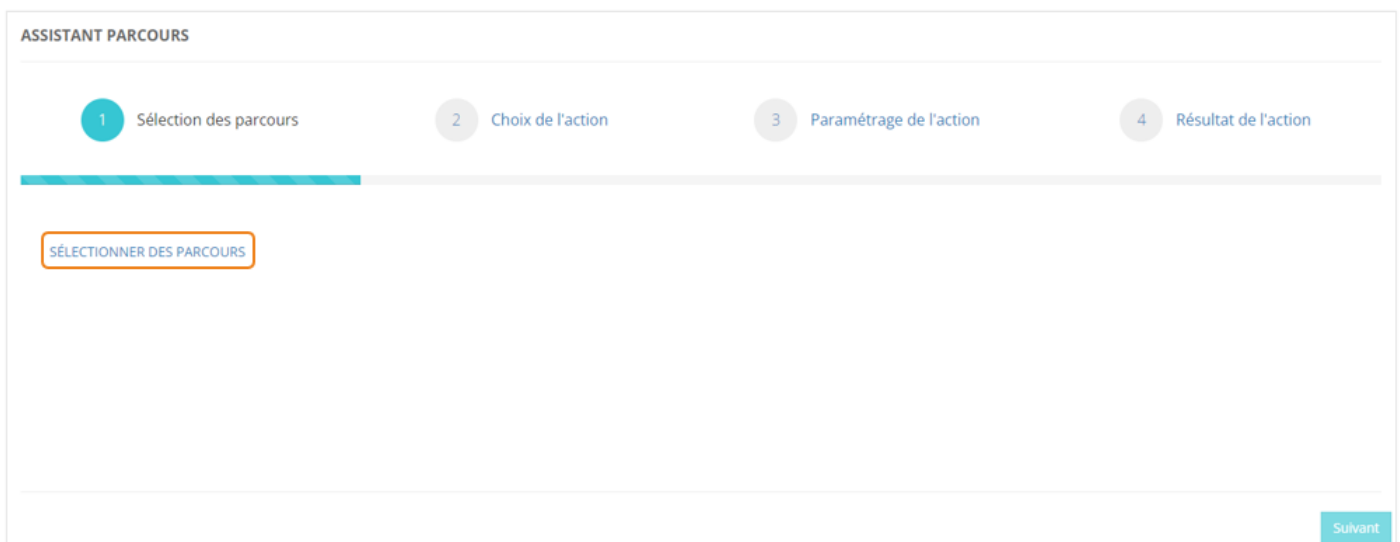 ASSISTANT PARCOURS
1 Sélection des parcours 2 Choix de l'action 3 Paramétrage de l'action 4 Résultat de l'action
SÉLECTIONNER DES PARCOURS
Suivant